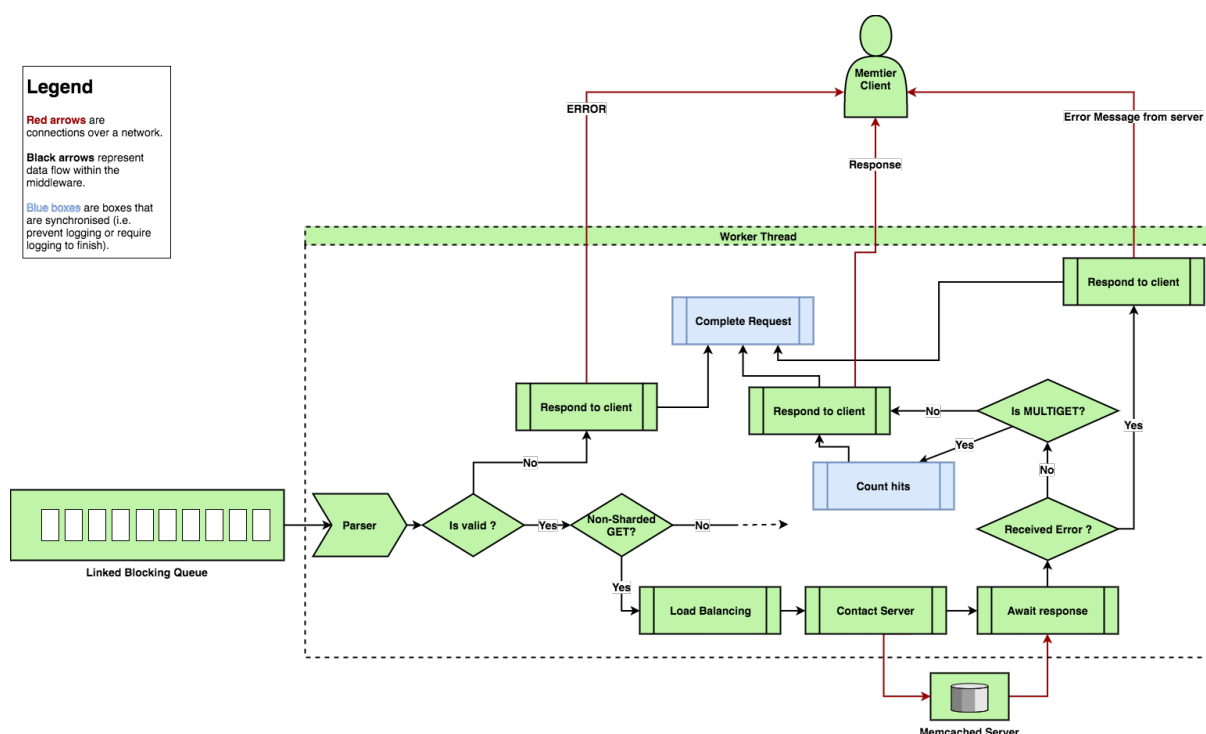 Memtier
Client
Legend
Red arrows are
connections over a network.
Black arrows represent
data flow within the
middleware.
Blue boxes are boxes that
are synchronised (i.e.
prevent logging or require
logging to finish).
ERROR
Error Message from server
Response
Worker Thread
Respond to client
Complete Request
Respond to client
Respond to client
No
Is MULTIGET?
Yes
Yes
No
Count hits
No
Parser
Is valid ?
Yes
Non-Sharded
GET?
No
Received Error ?
Linked Blocking Queue
Yes
Load Balancing
Contact Server
Await response
Memcached Server